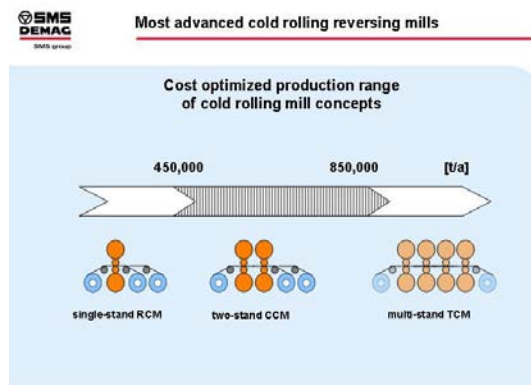 SMS
DEMAG
SMS group
Most advanced cold rolling reversing mills
Cost optimized production range
of cold rolling mill concepts
450,000 850,000 [t/a]
single-stand RCM two-stand CCM multi-stand TCM